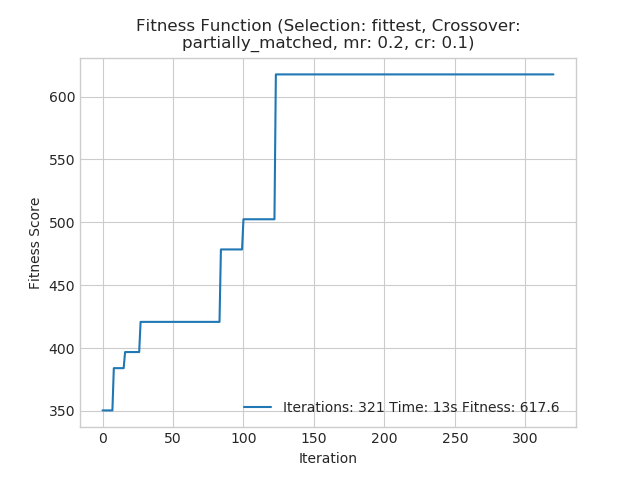 Fitness Function (Selection: fittest, Crossover:
partially_matched, mr: 0.2, cr: 0.1)
Fitness Score
600
550
500
450
400
350
Iterations: 321 Time: 13s Fitness: 617.6
0 50 100 150 200 250 300
Iteration